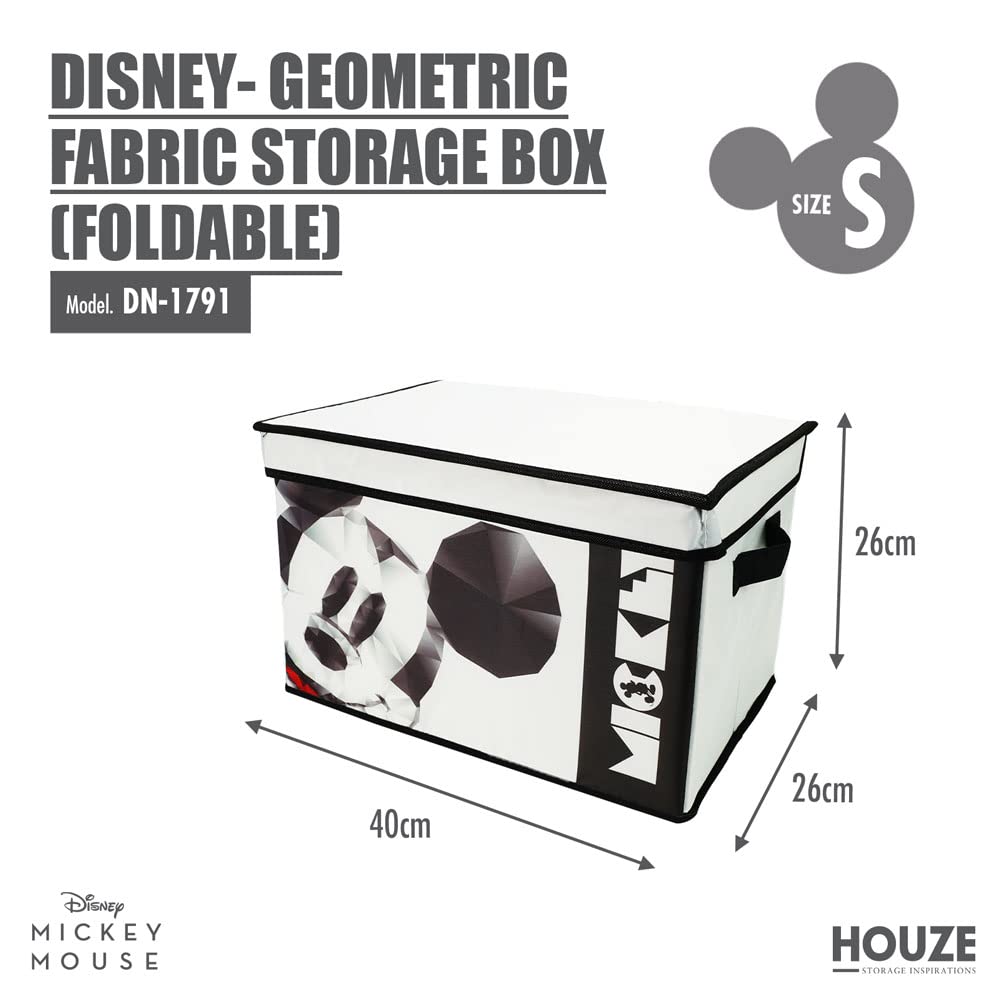 DISNEY- GEOMETRIC
FABRIC STORAGE BOX
(FOLDABLE)
Model. DN-1791
SIZE S
MICKEY
26cm
26cm
40cm
Disney
MICKEY
MOUSE
HOUZE
STORAGE INSPIRATIONS